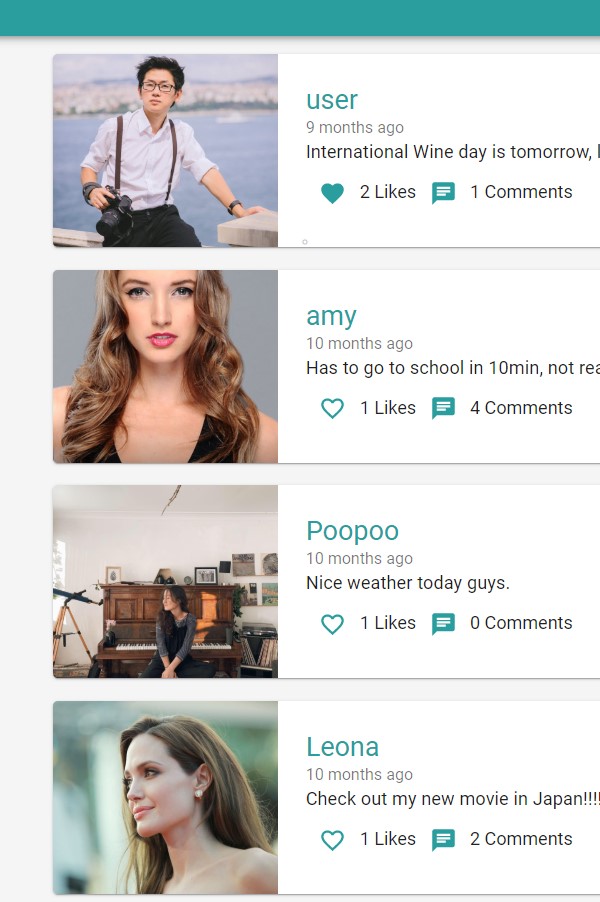 user
9 months ago
International Wine day is tomorrow,
2 Likes 1 Comments
amy
10 months ago
Has to go to school in 10min, not
1 Likes 4 Comments
Poopoo
10 months ago
Nice weather today guys.
1 Likes 0 Comments
Leona
10 months ago
Check out my new movie in Japan!!!!
1 Likes 2 Comments